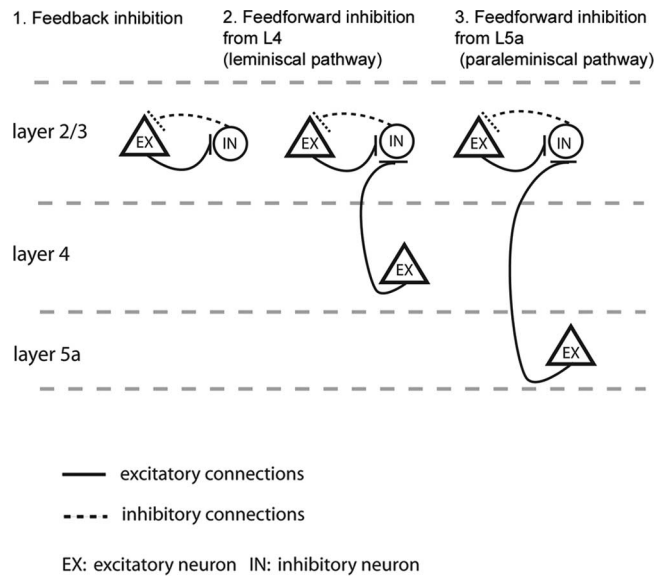 1. Feedback inhibition
2. Feedforward inhibition
from L4
(leminiscal pathway)
3. Feedforward inhibition
from L5a
(paraleminiscal pathway)
layer 2/3
EX
IN
EX
IN
EX
IN
layer 4
EX
layer 5a
EX
excitatory connections
inhibitory connections
EX: excitatory neuron IN: inhibitory neuron